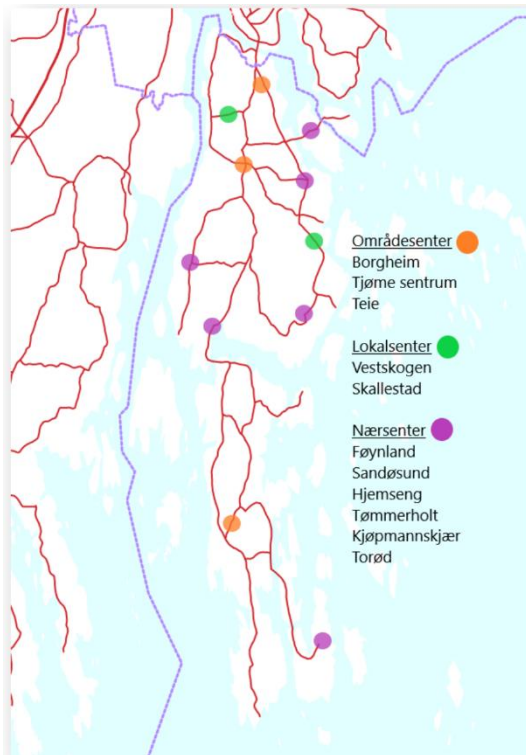 Områdesenter
Borgheim
Tjøme sentrum
Teie
Lokalsenter
Vestskogen
Skallestad
Nærsenter
Føynland
Sandøsund
Hjemseng
Tømmerholt
Kjøpmannskjær
Torød